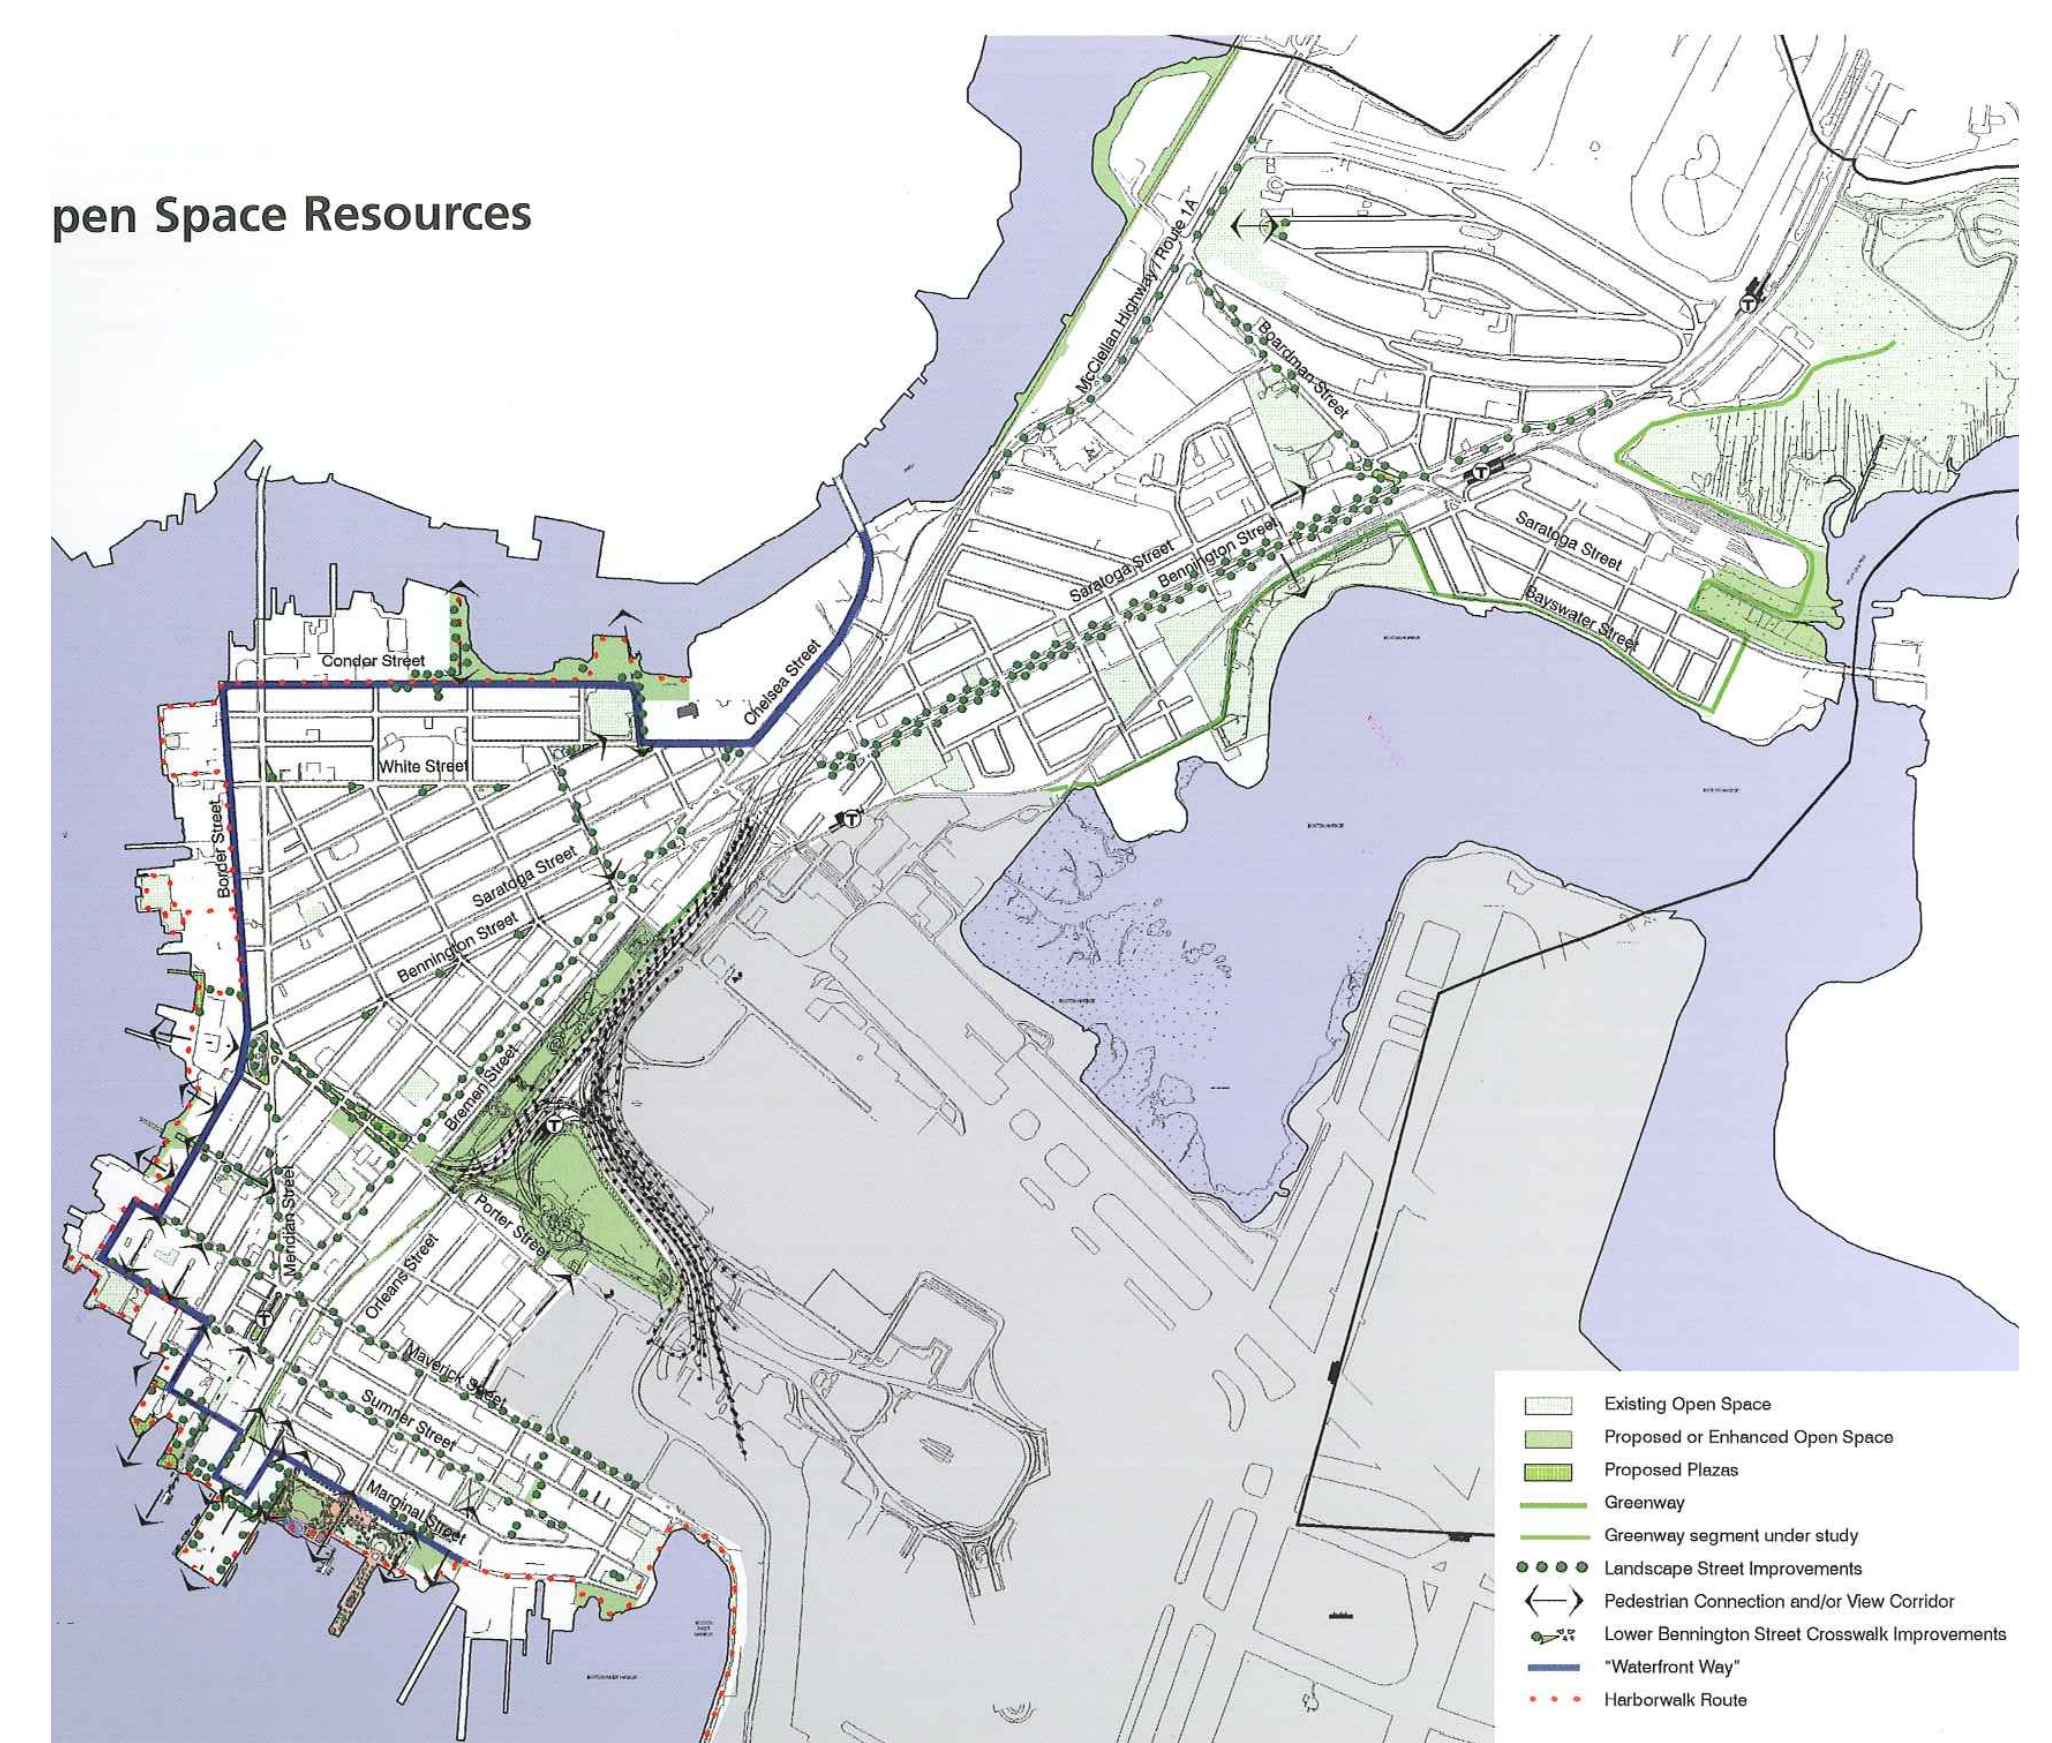 pen Space Resources
McClellan Highway / Route 1A
Boardman Street
T
T
Saratoga Street
Bennington Street
Saratoga Street
Bayswater Street
Condor Street
Chelsea Street
White Street
Border Street
T
Saratoga Street
Bennington Street
Bremen Street
T
Meridian Street
Porter Street
Orleans Street
T
Maverick Street
Sumner Street
Marginal Street
Existing Open Space
Proposed or Enhanced Open Space
Proposed Plazas
Greenway
Greenway segment under study
Landscape Street Improvements
Pedestrian Connection and/or View Corridor
Lower Bennington Street Crosswalk Improvements
"Waterfront Way"
Harborwalk Route